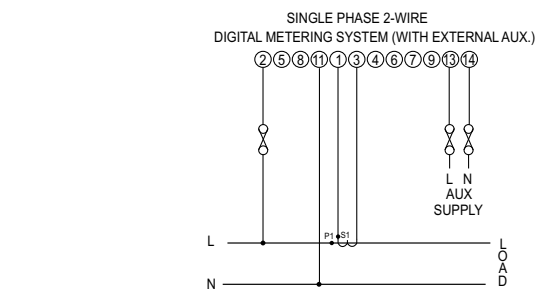 SINGLE PHASE 2-WIRE
DIGITAL METERING SYSTEM (WITH EXTERNAL AUX.)
2 5 8 11 1 3 4 6 7 9 13 14
L N
AUX
SUPPLY
P1 S1
L
N
LOAD